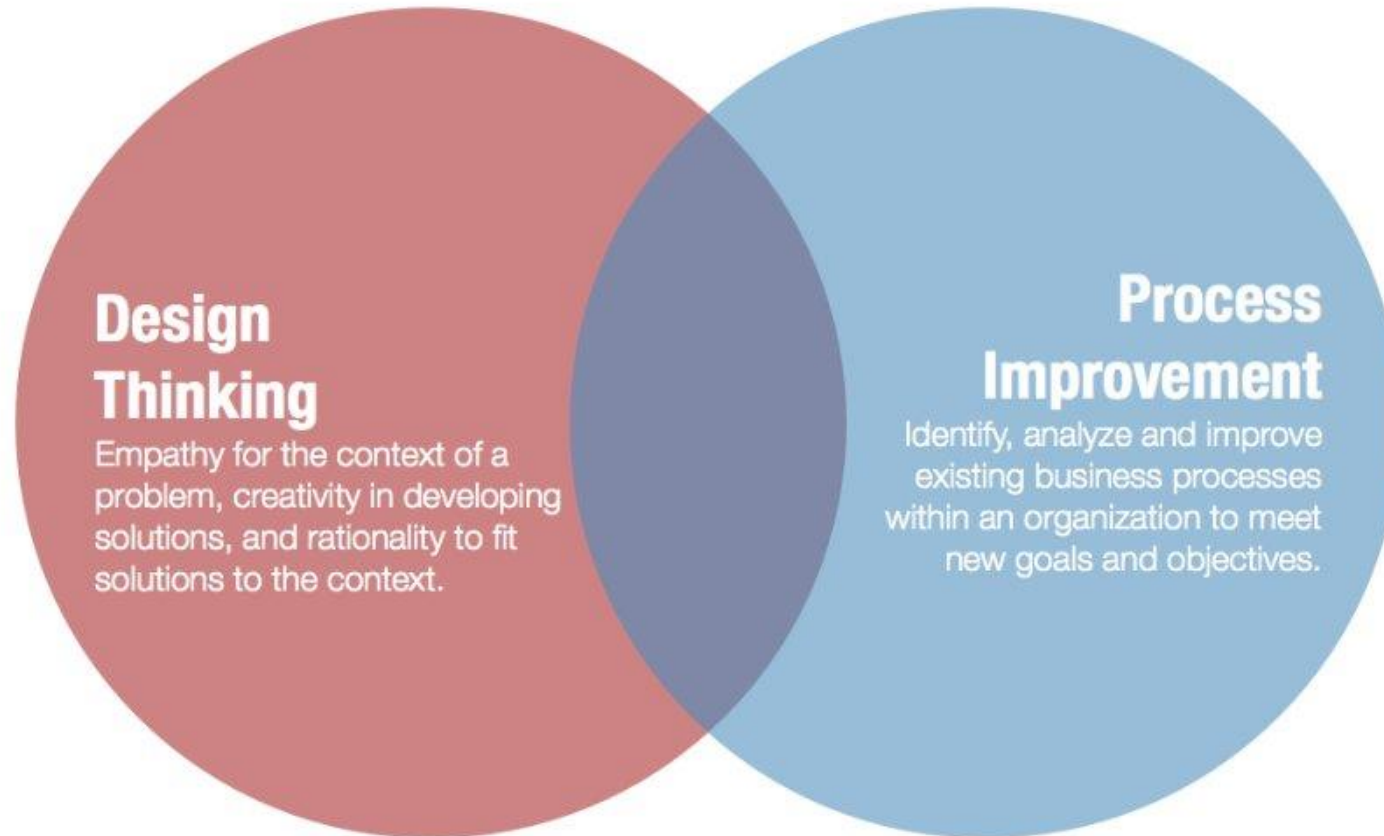 Design
Thinking
Empathy for the context of a
problem, creativity in developing
solutions, and rationality to fit
solutions to the context.
Process
Improvement
Identify, analyze and improve
existing business processes
within an organization to meet
new goals and objectives.